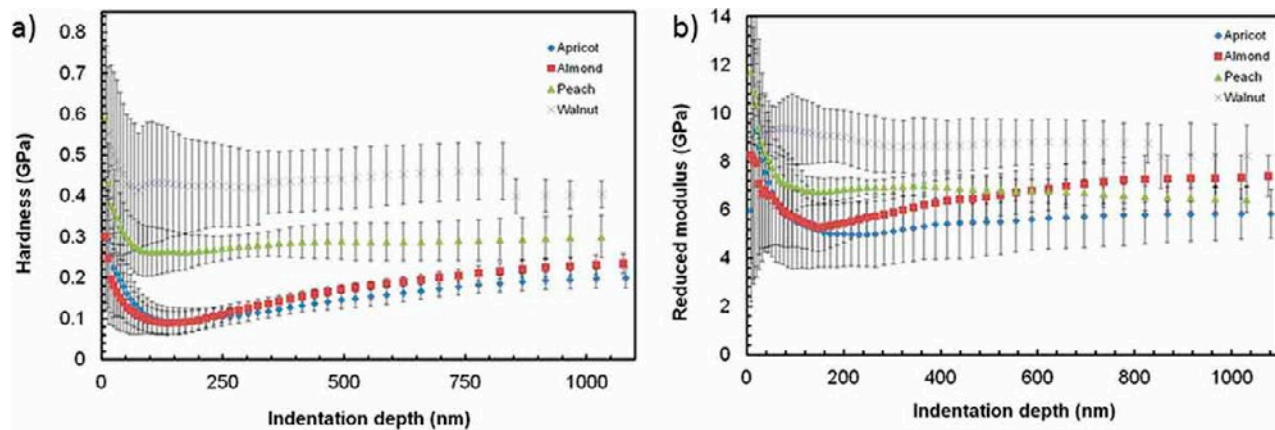 a)
Hardness (GPa)
0.8
0.7
0.6
0.5
0.4
0.3
0.2
0.1
0
0
250
500
750
1000
Indentation depth (nm)
Apricot
Almond
Peach
Walnut
b)
Reduced modulus (GPa)
14
12
10
8
6
4
2
0
0
200
400
600
800
1000
Indentation depth (nm)
Apricot
Almond
Peach
Walnut